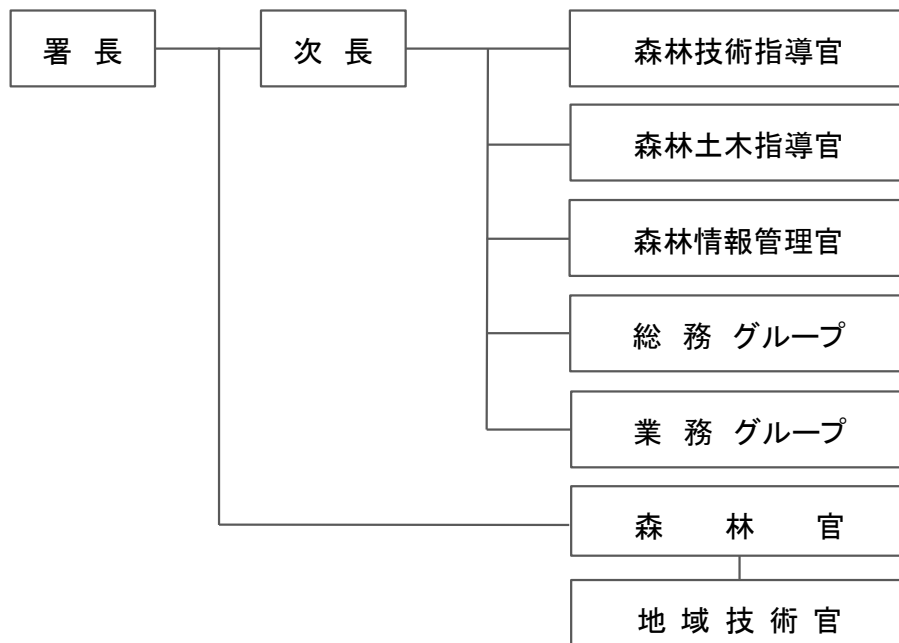 署 長
次 長
森林技術指導官
森林土木指導官
森林情報管理官
総 務 グループ
業 務 グループ
森 林 官
地 域 技 術 官